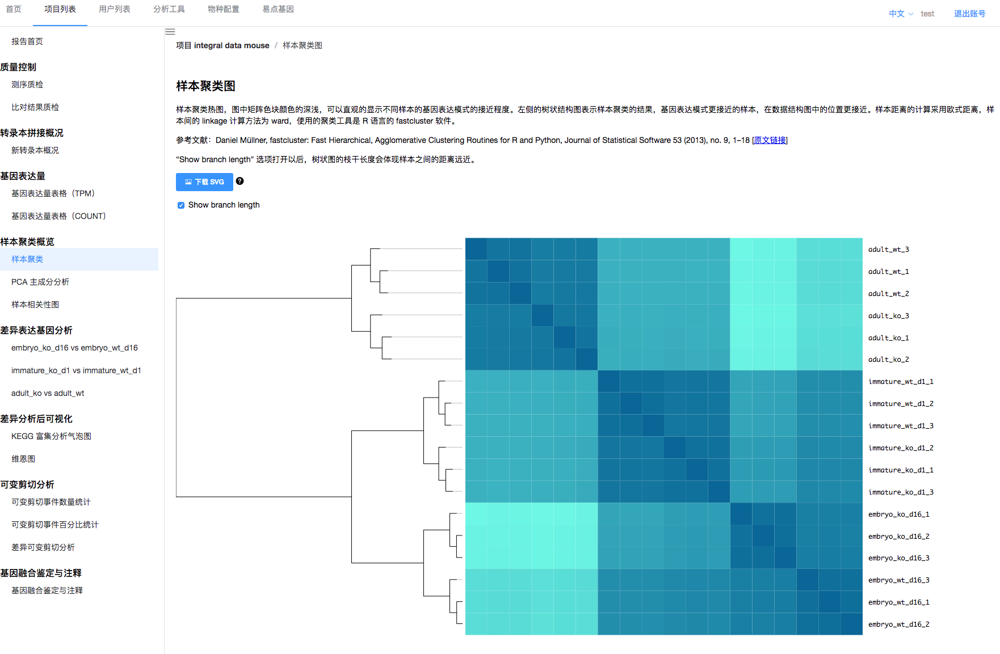 首页 项目列表 用户列表 分析工具 物种配置 易点基因 中文 test 退出账号
报告首页
质量控制
测序质检
比对结果质检
转录本拼接概况
新转录本概况
基因表达量
基因表达量表格（TPM）
基因表达量表格（COUNT）
样本聚类概览
样本聚类
PCA 主成分分析
样本相关性图
差异表达基因分析
embryo_ko_d16 vs embryo_wt_d16
immature_ko_d1 vs immature_wt_d1
adult_ko vs adult_wt
差异分析后可视化
KEGG 富集分析气泡图
维恩图
可变剪切分析
可变剪切事件数量统计
可变剪切事件百分比统计
差异可变剪切分析
基因融合鉴定与注释
基因融合鉴定与注释
项目 integral data mouse / 样本聚类图
样本聚类图
样本聚类热图，图中矩阵色块颜色的深浅，可以直观的显示不同样本的基因表达模式的接近程度。左侧的树状结构图表示样本聚类的结果，基因表达模式更接近的样本，在数据结构图中的位置更接近。样本距离的计算采用欧式距离，样
本间的 linkage 计算方法为 ward，使用的聚类工具是 R 语言的 fastcluster 软件。
参考文献：Daniel Müllner, fastcluster: Fast Hierarchical, Agglomerative Clustering Routines for R and Python, Journal of Statistical Software 53 (2013), no. 9, 1–18 [原文链接]
“Show branch length” 选项打开以后，树状图的枝干长度会体现样本之间的距离远近。
下载 SVG ?
Show branch length
adult_wt_3
adult_wt_1
adult_wt_2
adult_ko_3
adult_ko_1
adult_ko_2
immature_wt_d1_1
immature_wt_d1_2
immature_wt_d1_3
immature_ko_d1_2
immature_ko_d1_1
immature_ko_d1_3
embryo_ko_d16_1
embryo_ko_d16_2
embryo_ko_d16_3
embryo_wt_d16_3
embryo_wt_d16_1
embryo_wt_d16_2